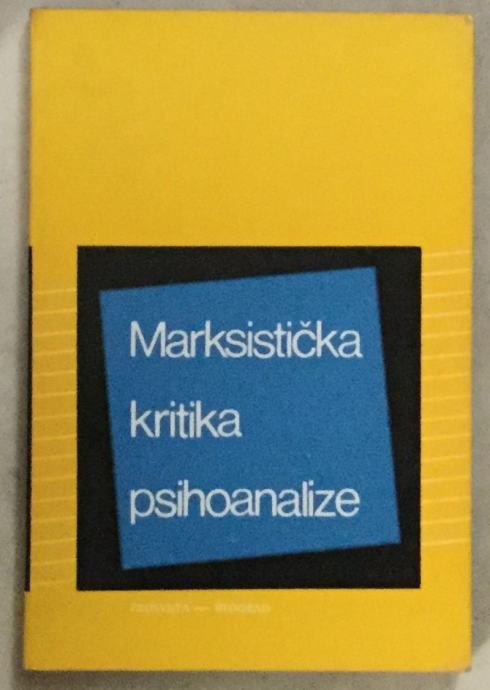 Marksistička
kritika
psihoanalize
PROSVETA — BEOGRAD